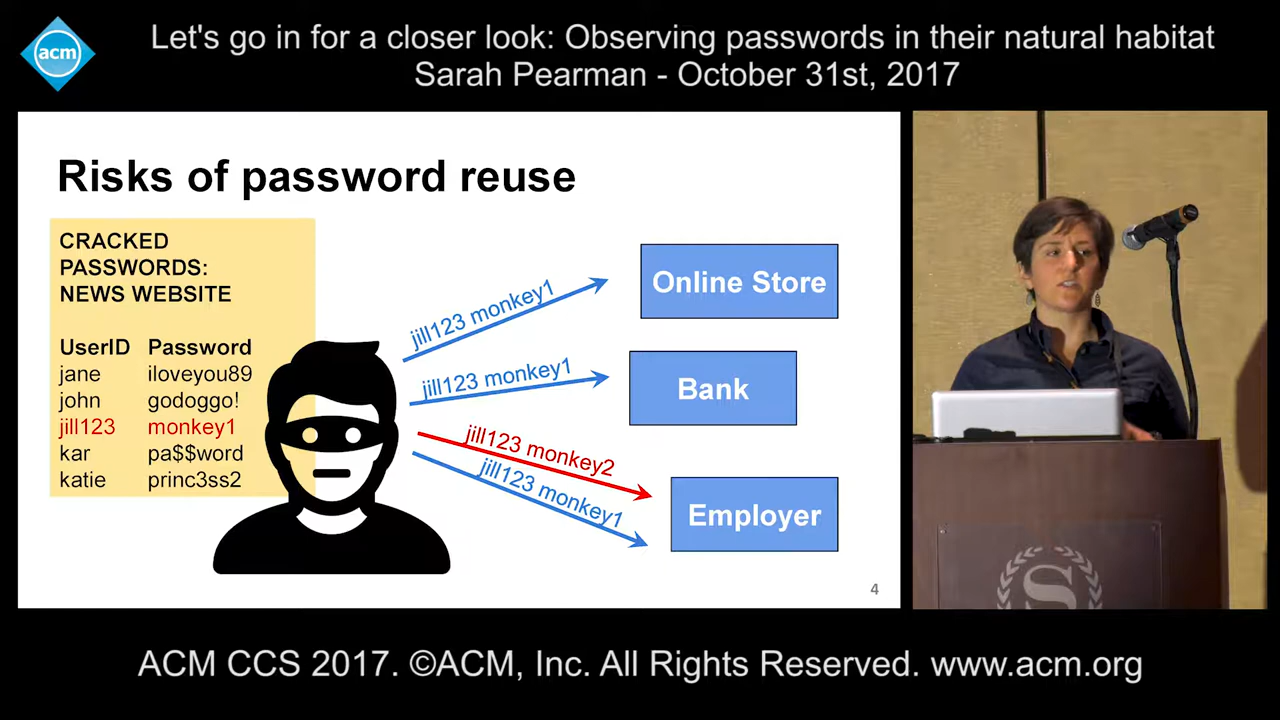 acm
Let's go in for a closer look: Observing passwords in their natural habitat
Sarah Pearman - October 31st, 2017
Risks of password reuse
CRACKED
PASSWORDS:
NEWS WEBSITE
UserID Password
jane iloveyou89
john godoggo!
jill123 monkey1
kar pa$$word
katie princ3ss2
jill123 monkey1
Online Store
jill123 monkey1
Bank
jill123 monkey2
jill123 monkey1
Employer
4
S
ACM CCS 2017. ©ACM, Inc. All Rights Reserved. www.acm.org